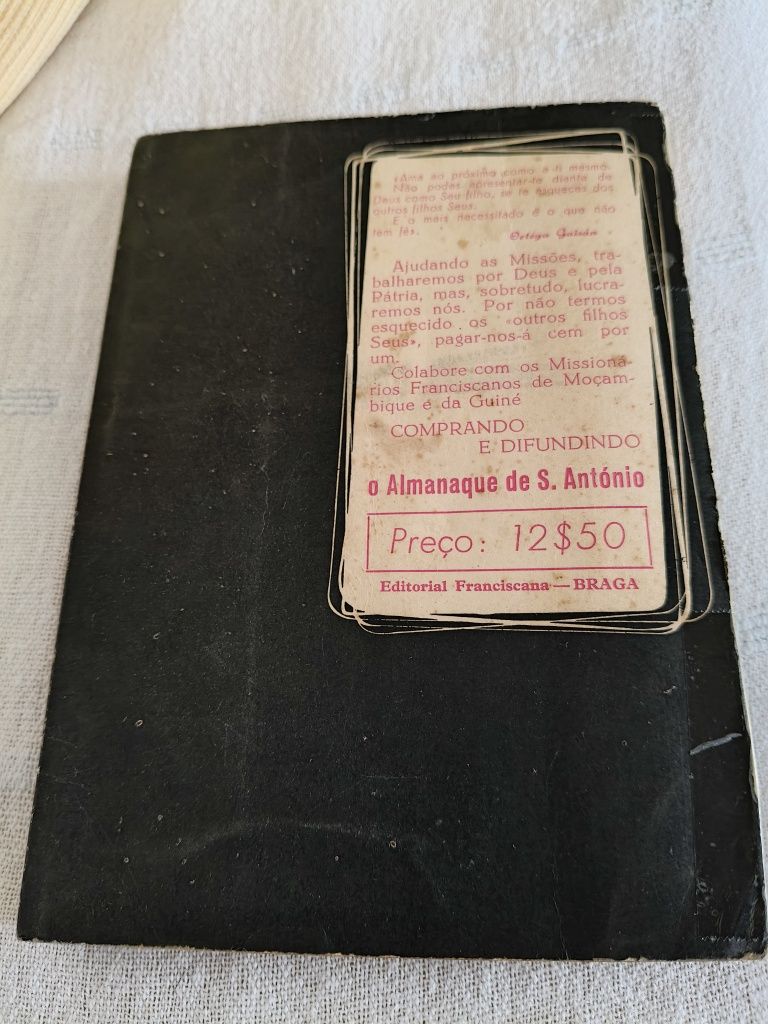 «Ama ao próximo como a ti mesmo.
Não podes apresentar-te diante de
Deus como Seu filho, se te esqueces dos
outros filhos Seus.
E o mais necessitado é o que não
tem fé».
Ortéga Gaisán
Ajudando as Missões, tra-
balharemos por Deus e pela
Pátria, mas, sobretudo, lucra-
remos nós. Por não termos
esquecido os «outros filhos
Seus», pagar-nos-á cem por
um.
Colabore com os Missioná-
rios Franciscanos de Moçam-
bique e da Guiné
COMPRANDO
E DIFUNDINDO
o Almanaque de S. António
Preço: 12$50
Editorial Franciscana — BRAGA